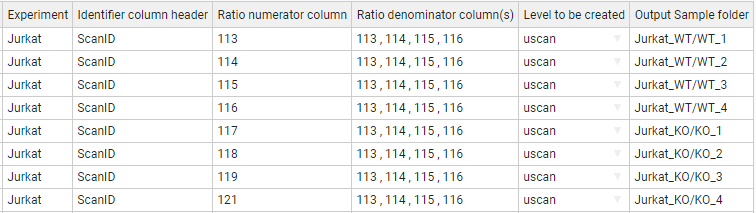 Experiment Identifier column header Ratio numerator column Ratio denominator column(s) Level to be created Output Sample folder
Jurkat ScanID 113 113 , 114 , 115 , 116 uscan Jurkat_WT/WT_1
Jurkat ScanID 114 113 , 114 , 115 , 116 uscan Jurkat_WT/WT_2
Jurkat ScanID 115 113 , 114 , 115 , 116 uscan Jurkat_WT/WT_3
Jurkat ScanID 116 113 , 114 , 115 , 116 uscan Jurkat_WT/WT_4
Jurkat ScanID 117 113 , 114 , 115 , 116 uscan Jurkat_KO/KO_1
Jurkat ScanID 118 113 , 114 , 115 , 116 uscan Jurkat_KO/KO_2
Jurkat ScanID 119 113 , 114 , 115 , 116 uscan Jurkat_KO/KO_3
Jurkat ScanID 121 113 , 114 , 115 , 116 uscan Jurkat_KO/KO_4